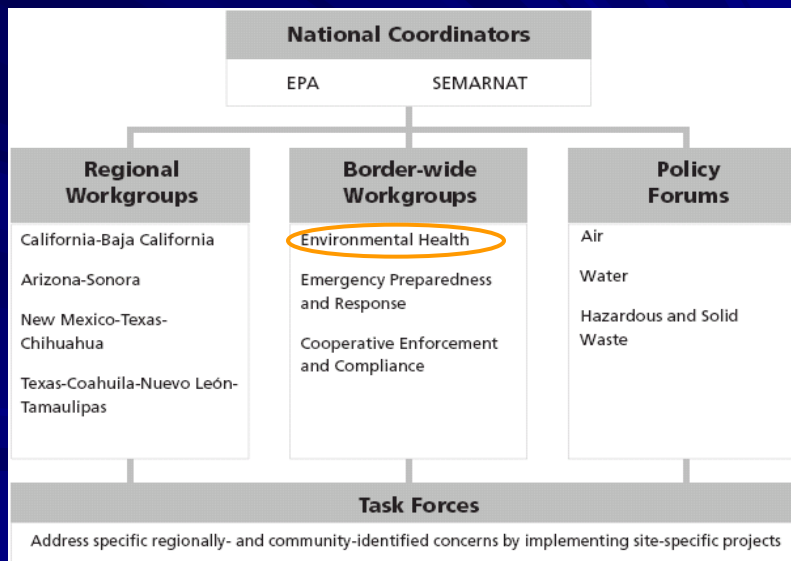 National Coordinators
EPA SEMARNAT
Regional
Workgroups
California-Baja California
Arizona-Sonora
New Mexico-Texas-
Chihuahua
Texas-Coahuila-Nuevo León-
Tamaulipas
Border-wide
Workgroups
Environmental Health
Emergency Preparedness
and Response
Cooperative Enforcement
and Compliance
Policy
Forums
Air
Water
Hazardous and Solid
Waste
Task Forces
Address specific regionally- and community-identified concerns by implementing site-specific projects